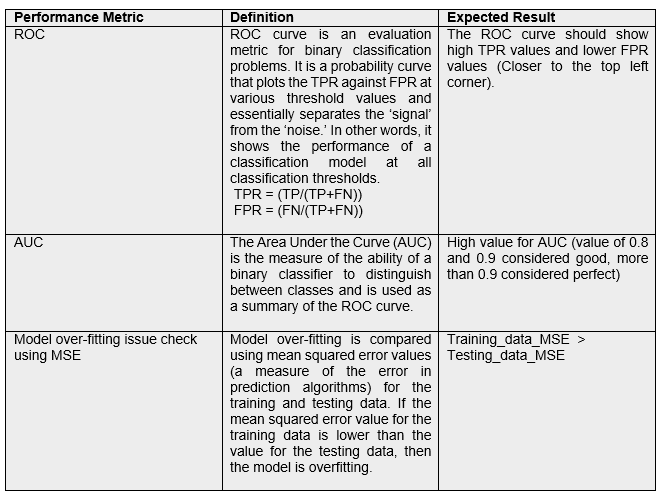 Performance Metric
Definition
Expected Result
ROC
ROC curve is an evaluation
metric for binary classification
problems. It is a probability curve
that plots the TPR against FPR at
various threshold values and
essentially separates the ‘signal’
from the ‘noise.’ In other words, it
shows the performance of a
classification model at all
classification thresholds.
TPR = (TP/(TP+FN))
FPR = (FN/(TP+FN))
The ROC curve should show
high TPR values and lower FPR
values (Closer to the top left
corner).
AUC
The Area Under the Curve (AUC)
is the measure of the ability of a
binary classifier to distinguish
between classes and is used as
a summary of the ROC curve.
High value for AUC (value of 0.8
and 0.9 considered good, more
than 0.9 considered perfect)
Model over-fitting issue check
using MSE
Model over-fitting is compared
using mean squared error values
(a measure of the error in
prediction algorithms) for the
training and testing data. If the
mean squared error value for the
training data is lower than the
value for the testing data, then
the model is overfitting.
Training_data_MSE >
Testing_data_MSE